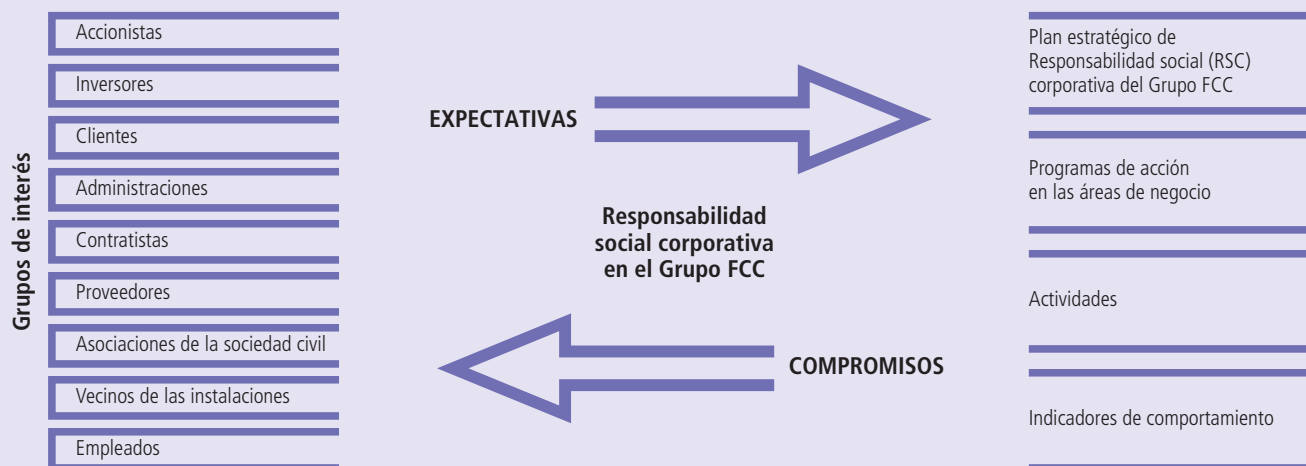 Grupos de interés
Accionistas
Inversores
Clientes
Administraciones
Contratistas
Proveedores
Asociaciones de la sociedad civil
Vecinos de las instalaciones
Empleados
EXPECTATIVAS
Responsabilidad
social corporativa
en el Grupo FCC
COMPROMISOS
Plan estratégico de
Responsabilidad social (RSC)
corporativa del Grupo FCC
Programas de acción
en las áreas de negocio
Actividades
Indicadores de comportamiento